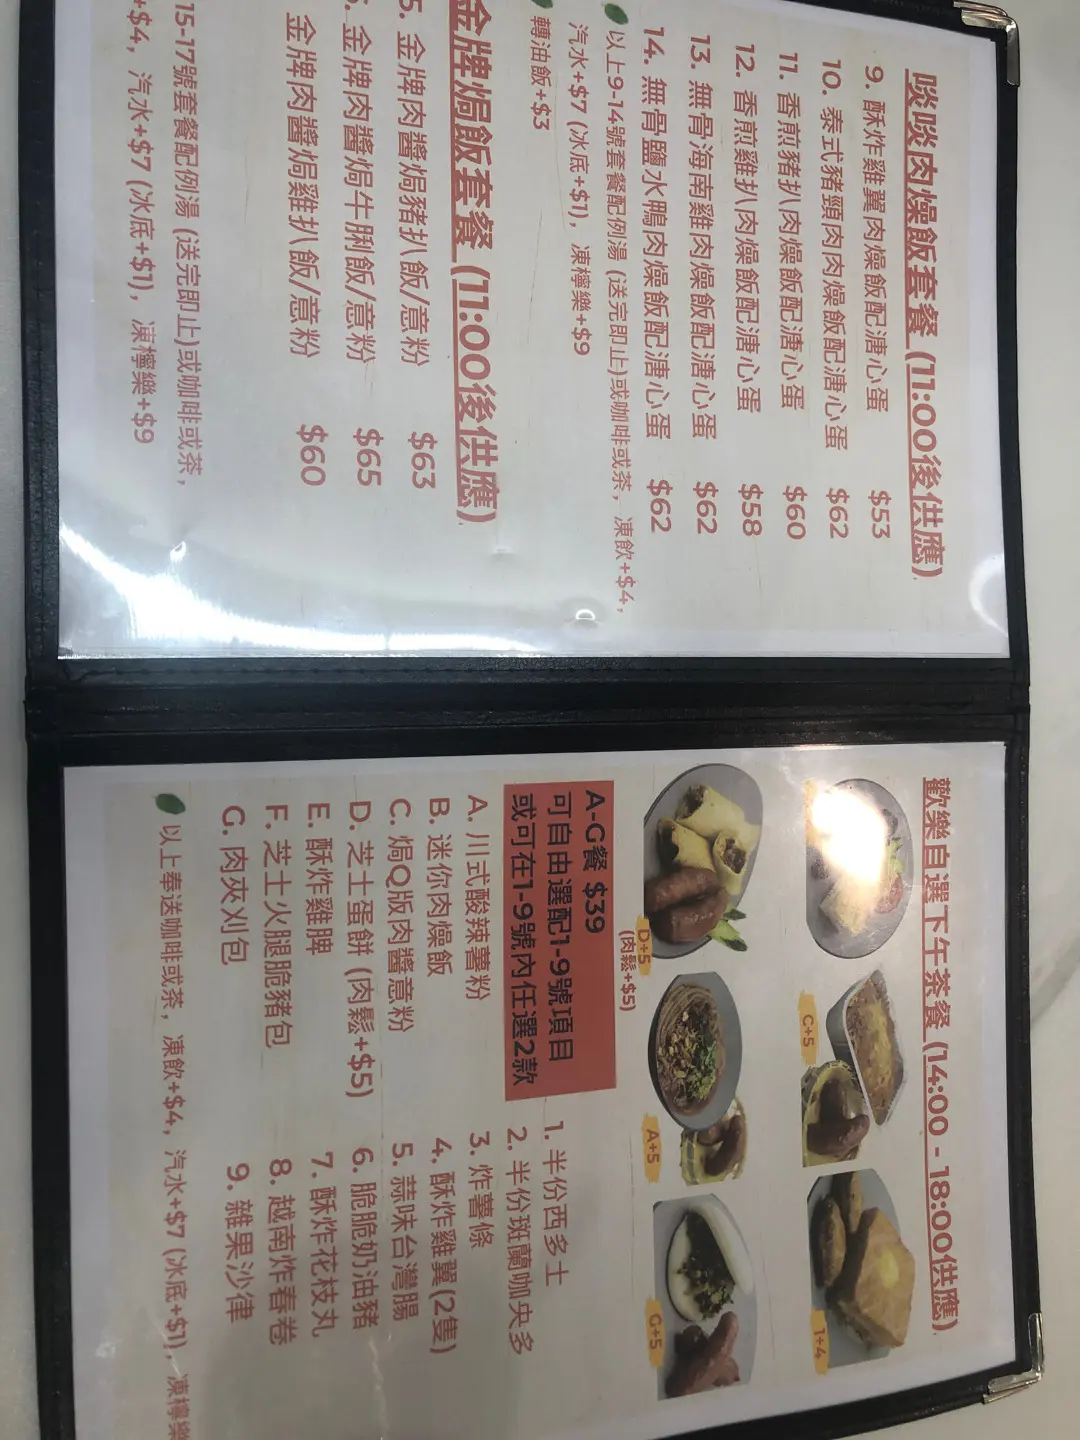 啖啖肉燥飯套餐 (11:00後供應)
9. 酥炸雞翼肉燥飯配溏心蛋 $53
10. 泰式豬頸肉肉燥飯配溏心蛋 $62
11. 香煎豬扒肉燥飯配溏心蛋 $60
12. 香煎雞扒肉燥飯配溏心蛋 $58
13. 無骨海南雞肉燥飯配溏心蛋 $62
14. 無骨鹽水鴨肉燥飯配溏心蛋 $62
以上9-14號套餐配例湯 (送完即止)或咖啡或茶，凍飲+$4,
汽水+$7 (冰底+$1)，凍檸樂+$9
轉油飯+$3
金牌焗飯套餐 (11:00後供應)
5. 金牌肉醬焗豬扒飯/意粉 $63
金牌肉醬焗牛脷飯/意粉 $65
金牌肉醬焗雞扒飯/意粉 $60
15-17號套餐配例湯 (送完即止)或咖啡或茶，
+$4，汽水+$7 (冰底+$1)，凍檸樂+$9
歡樂自選下午茶餐 (14:00 - 18:00供應)
C+5
1+4
D+5
(肉鬆+$5)
A+5
G+5
A-G餐 $39
可自由選配1-9號項目
或可在1-9號內任選2款
A. 川式酸辣薯粉
B. 迷你肉燥飯
C. 焗Q版肉醬意粉
D. 芝士蛋餅 (肉鬆+$5)
E. 酥炸雞脾
F. 芝士火腿脆豬包
G. 肉夾刈包
1. 半份西多士
2. 半份斑蘭咖央多
3. 炸薯條
4. 酥炸雞翼(2隻)
5. 蒜味台灣腸
6. 脆脆奶油豬
7. 酥炸花枝丸
8. 越南炸春卷
9. 雜果沙律
以上奉送咖啡或茶，凍飲+$4，汽水+$7 (冰底+$1)，凍檸樂